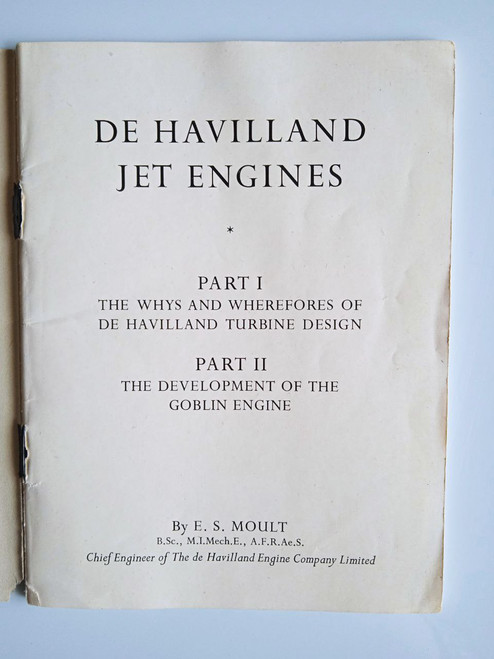 DE HAVILLAND
JET ENGINES
*
PART I
THE WHYS AND WHEREFORES OF
DE HAVILLAND TURBINE DESIGN
PART II
THE DEVELOPMENT OF THE
GOBLIN ENGINE
By E. S. MOULT
B.Sc., M.I.Mech.E., A.F.R.Ae.S.
Chief Engineer of The de Havilland Engine Company Limited